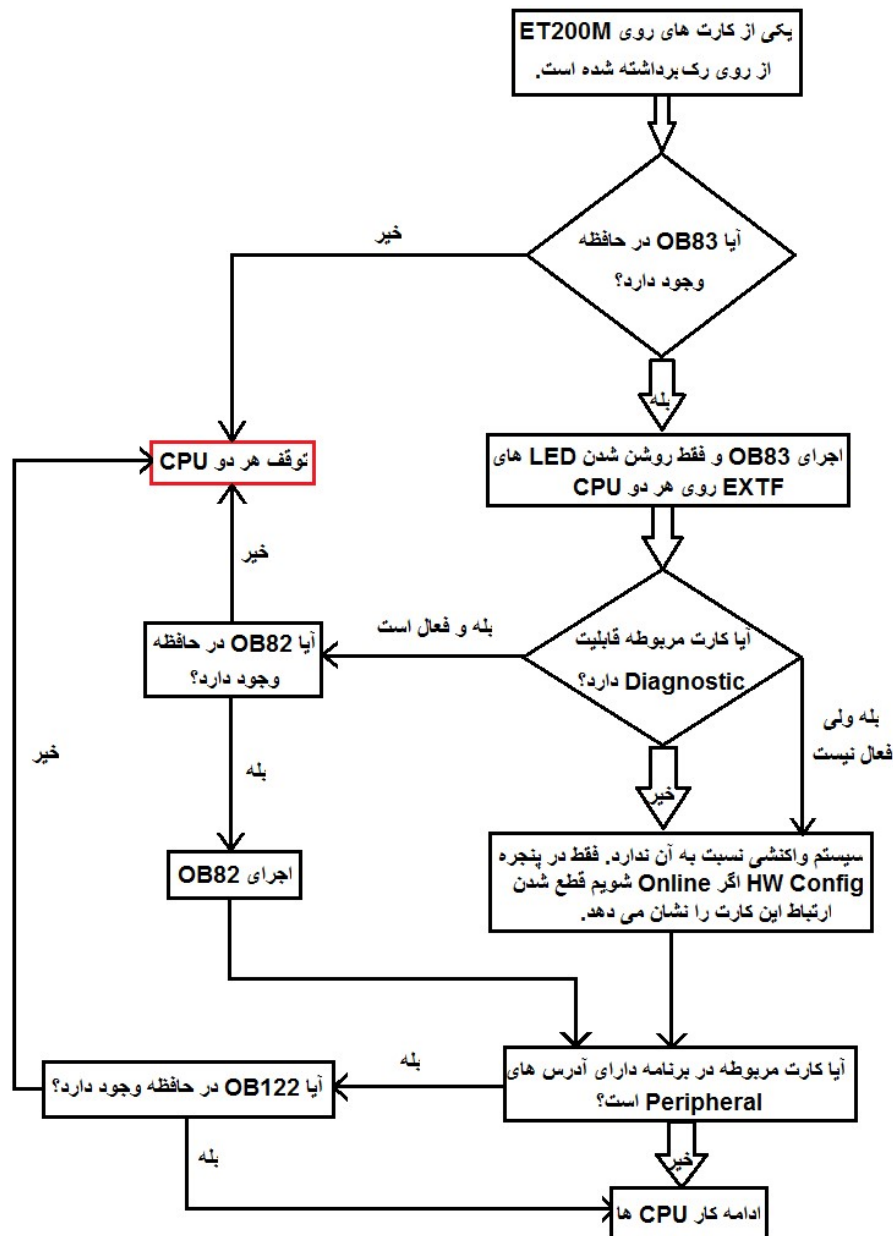 یکی از کارت های روی ET200M
از روی رک برداشته شده است.
آیا OB83 در حافظه
وجود دارد؟
خیر
بله
توقف هر دو CPU
اجرای OB83 و فقط روشن شدن LED های
EXTF روی هر دو CPU
خیر
آیا کارت مربوطه قابلیت
Diagnostic دارد؟
بله و فعال است
آیا OB82 در حافظه
وجود دارد؟
بله ولی
فعال نیست
خیر
بله
خیر
سیستم واکنشی نسبت به آن ندارد. فقط در پنجره
HW Config اگر Online شویم قطع شدن
ارتباط این کارت را نشان می دهد.
اجرای OB82
آیا کارت مربوطه در برنامه دارای آدرس های
Peripheral است؟
بله
آیا OB122 در حافظه وجود دارد؟
خیر
بله
ادامه کار CPU ها